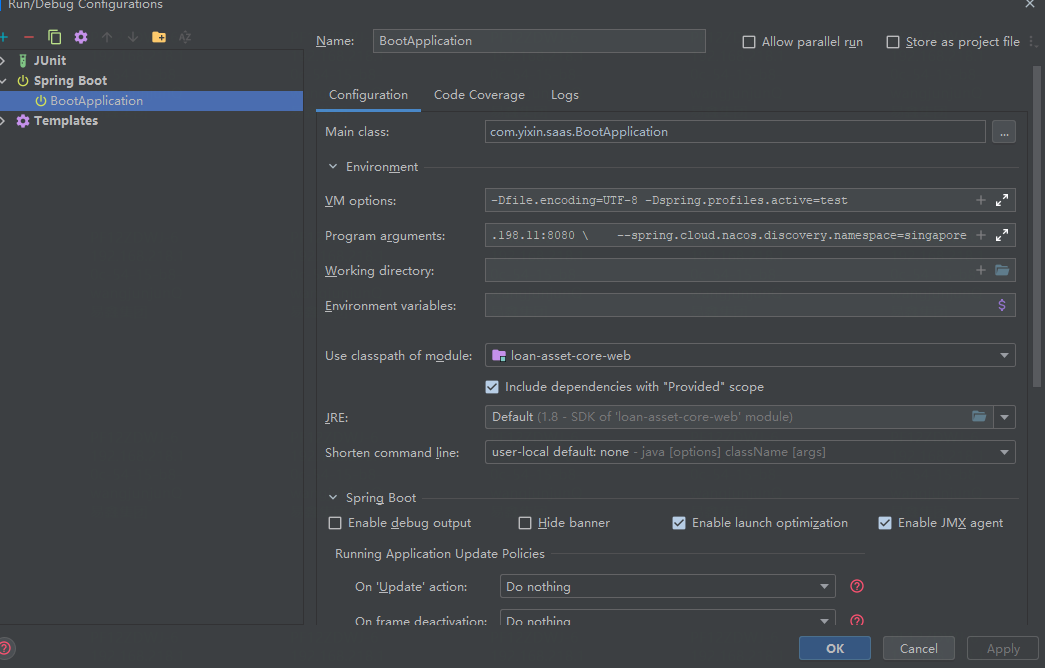 Run/Debug Configurations
Name: BootApplication Allow parallel run Store as project file
JUnit
Spring Boot
BootApplication
Templates
Configuration Code Coverage Logs
Main class: com.yixin.saas.BootApplication ...
Environment
VM options: -Dfile.encoding=UTF-8 -Dspring.profiles.active=test
Program arguments: .198.11:8080 \ --spring.cloud.nacos.discovery.namespace=singapore
Working directory:
Environment variables:
Use classpath of module: loan-asset-core-web
Include dependencies with "Provided" scope
JRE: Default (1.8 - SDK of 'loan-asset-core-web' module)
Shorten command line: user-local default: none - java [options] className [args]
Spring Boot
Enable debug output Hide banner Enable launch optimization Enable JMX agent
Running Application Update Policies
On 'Update' action: Do nothing
On frame deactivation: Do nothing
OK Cancel Apply